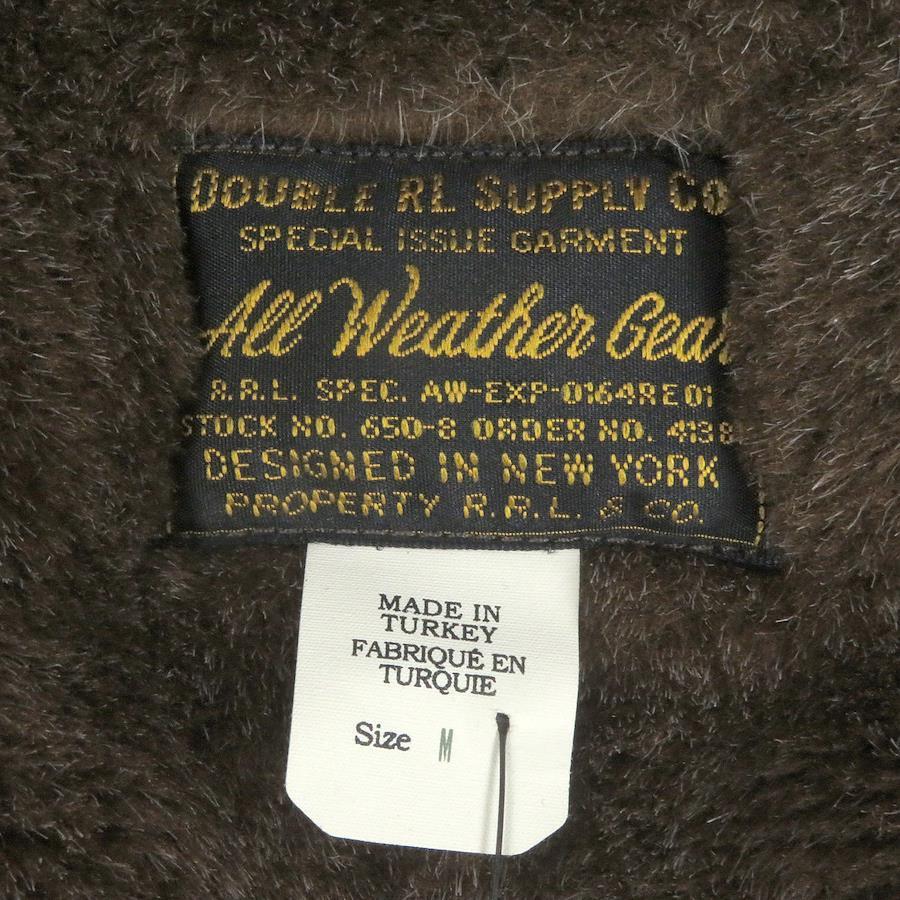 DOUBLE RL SUPPLY CO
SPECIAL ISSUE GARMENT
All Weather Gear
R.R.L. SPEC. AW-EXP-0164RE01
STOCK NO. 650-8 ORDER NO. 4138
DESIGNED IN NEW YORK
PROPERTY R.R.L. & CO.
MADE IN
TURKEY
FABRIQUÉ EN
TURQUIE
Size M